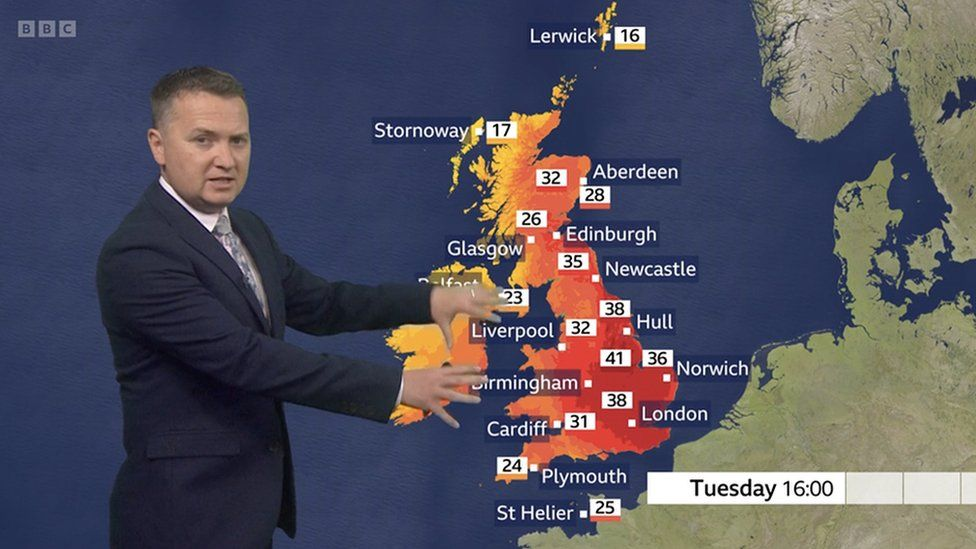 BBC
Lerwick 16
Stornoway 17
32 Aberdeen
28
26
Edinburgh
Glasgow
35
Newcastle
Belfast
23
38
Liverpool 32 Hull
41 36 Norwich
Birmingham
38
London
Cardiff 31
24
Plymouth
Tuesday 16:00
St Helier 25